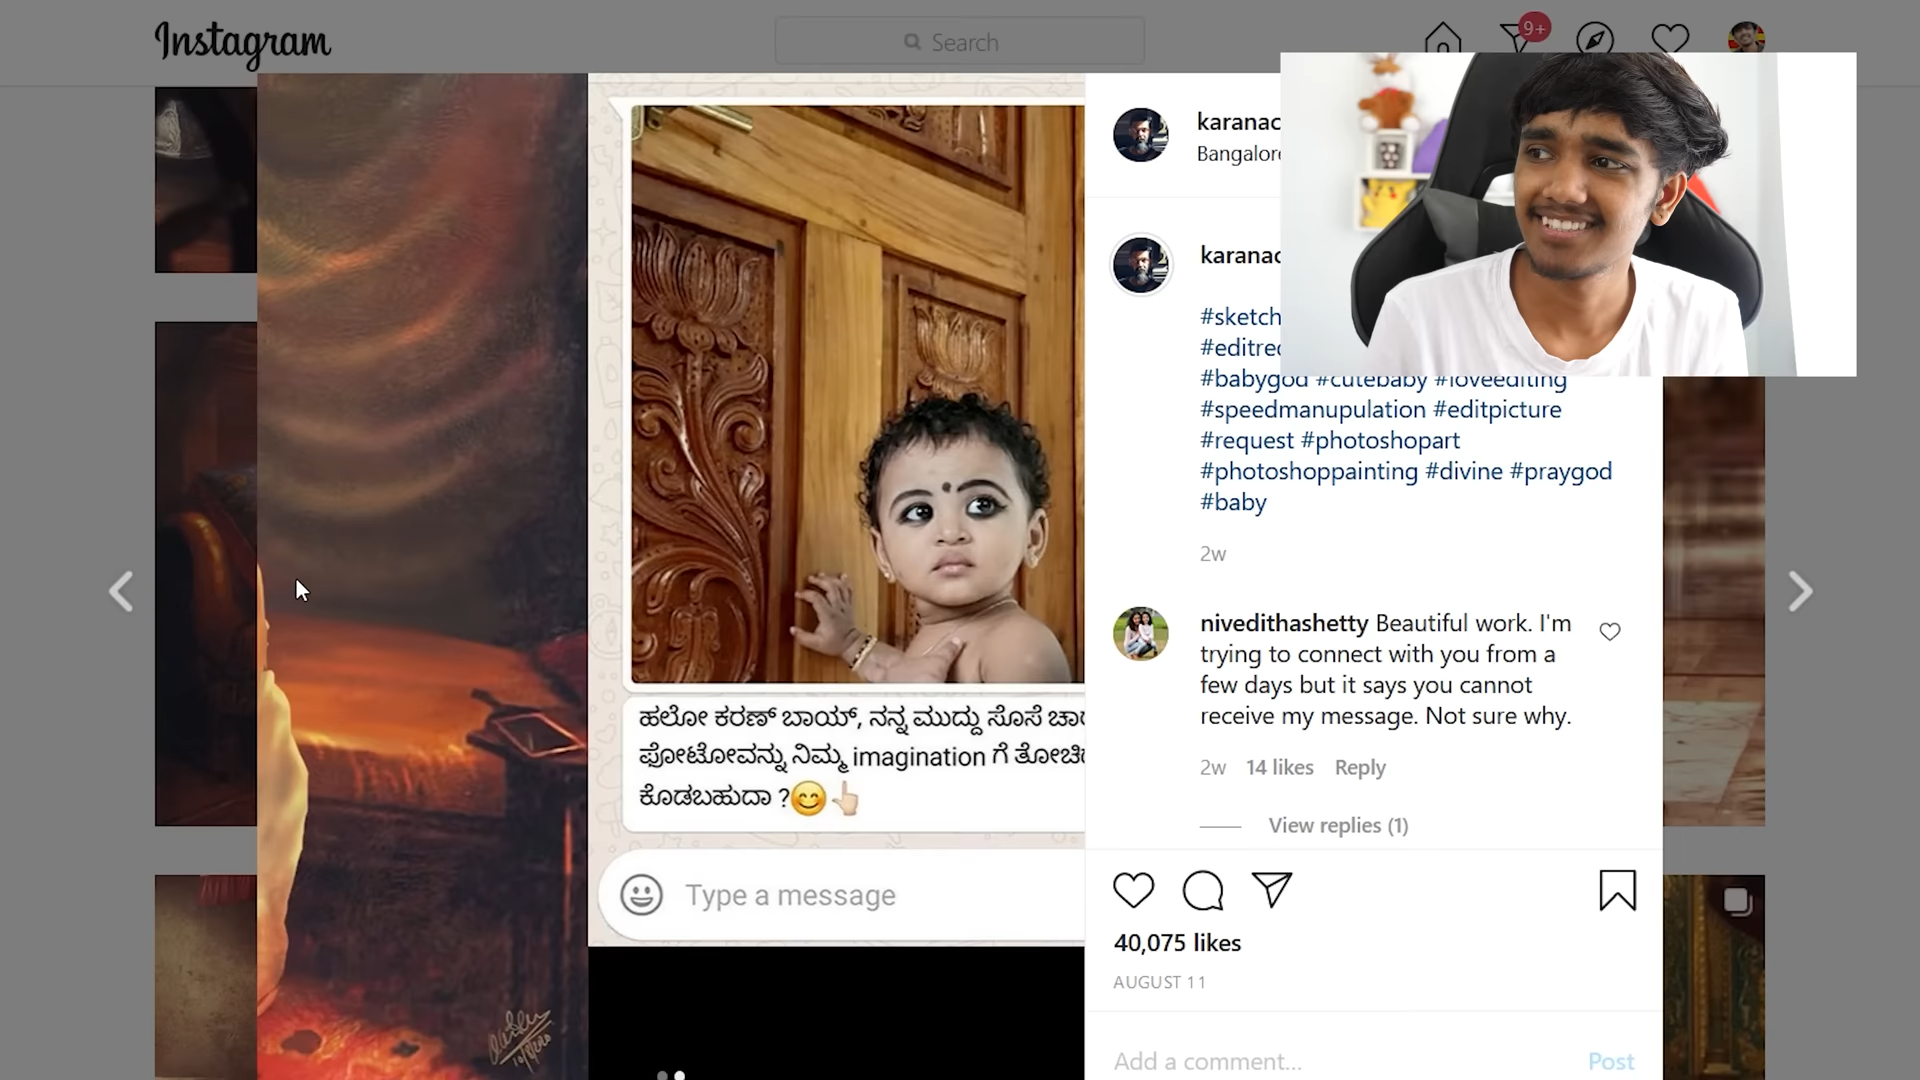 Instagram
Search
9+
karanac
Bangalore
karanac
#sketch
#editre
#babygod #cutebaby #loveediting
#speedmanupulation #editpicture
#request #photoshopart
#photoshoppainting #divine #praygod
#baby
2w
nivedithashetty Beautiful work. I'm
trying to connect with you from a
few days but it says you cannot
receive my message. Not sure why.
2w 14 likes Reply
View replies (1)
ಹಲೋ ಕರಣ್ ಬಾಯ್, ನನ್ನ ಮುದ್ದು ಸೊಸೆ
ಫೋಟೋವನ್ನು ನಿಮ್ಮ imagination ಗೆ
ಕೊಡಬಹುದಾ ?😊👆🏻
Type a message
40,075 likes
AUGUST 11
Add a comment... Post